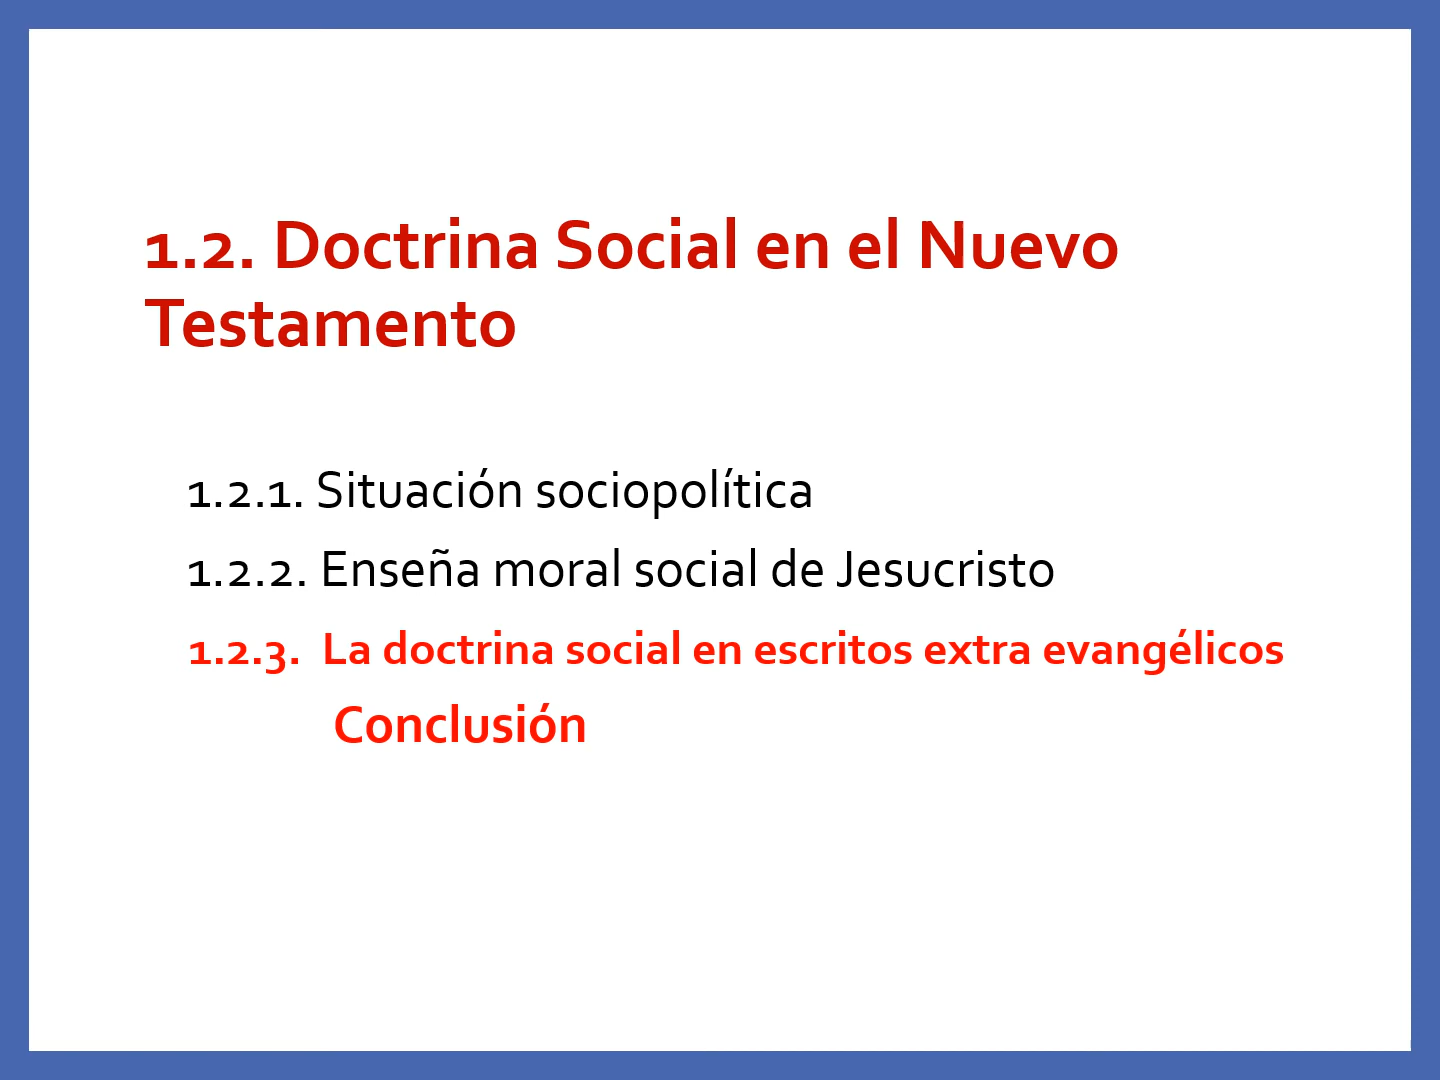 1.2. Doctrina Social en el Nuevo
Testamento
1.2.1. Situación sociopolítica
1.2.2. Enseña moral social de Jesucristo
1.2.3. La doctrina social en escritos extra evangélicos
Conclusión